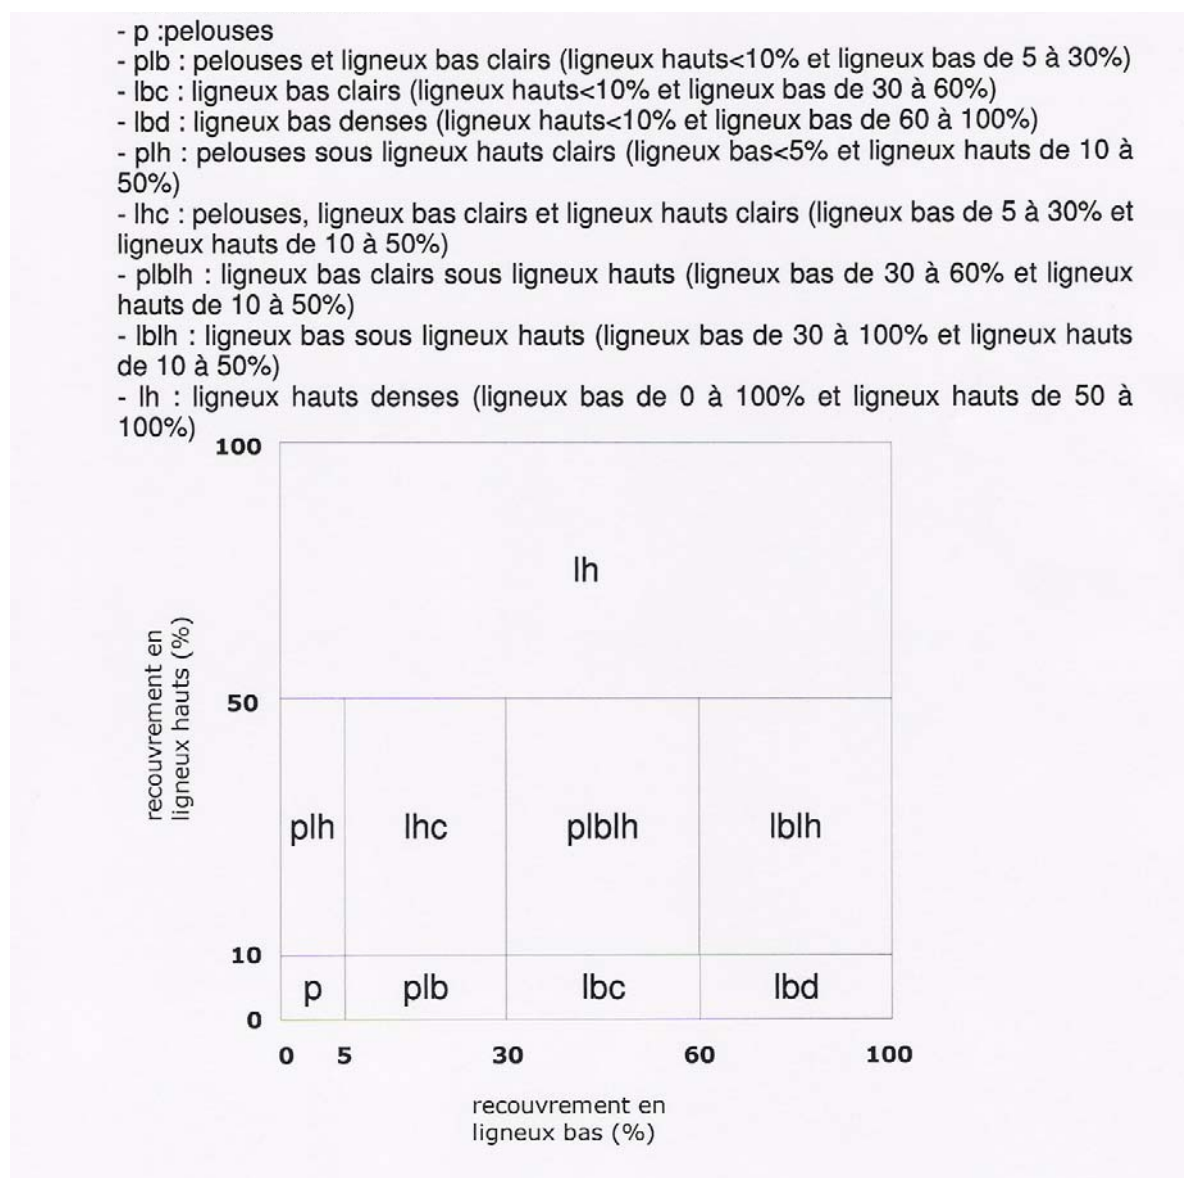 - p :pelouses
- plb : pelouses et ligneux bas clairs (ligneux hauts<10% et ligneux bas de 5 à 30%)
- lbc : ligneux bas clairs (ligneux hauts<10% et ligneux bas de 30 à 60%)
- lbd : ligneux bas denses (ligneux hauts<10% et ligneux bas de 60 à 100%)
- plh : pelouses sous ligneux hauts clairs (ligneux bas<5% et ligneux hauts de 10 à
50%)
- lhc : pelouses, ligneux bas clairs et ligneux hauts clairs (ligneux bas de 5 à 30% et
ligneux hauts de 10 à 50%)
- plblh : ligneux bas clairs sous ligneux hauts (ligneux bas de 30 à 60% et ligneux
hauts de 10 à 50%)
- lblh : ligneux bas sous ligneux hauts (ligneux bas de 30 à 100% et ligneux hauts
de 10 à 50%)
- lh : ligneux hauts denses (ligneux bas de 0 à 100% et ligneux hauts de 50 à
100%)
100
lh
recouvrement en
ligneux hauts (%)
50
plh lhc plblh lblh
10
p plb lbc lbd
0
0 5 30 60 100
recouvrement en
ligneux bas (%)